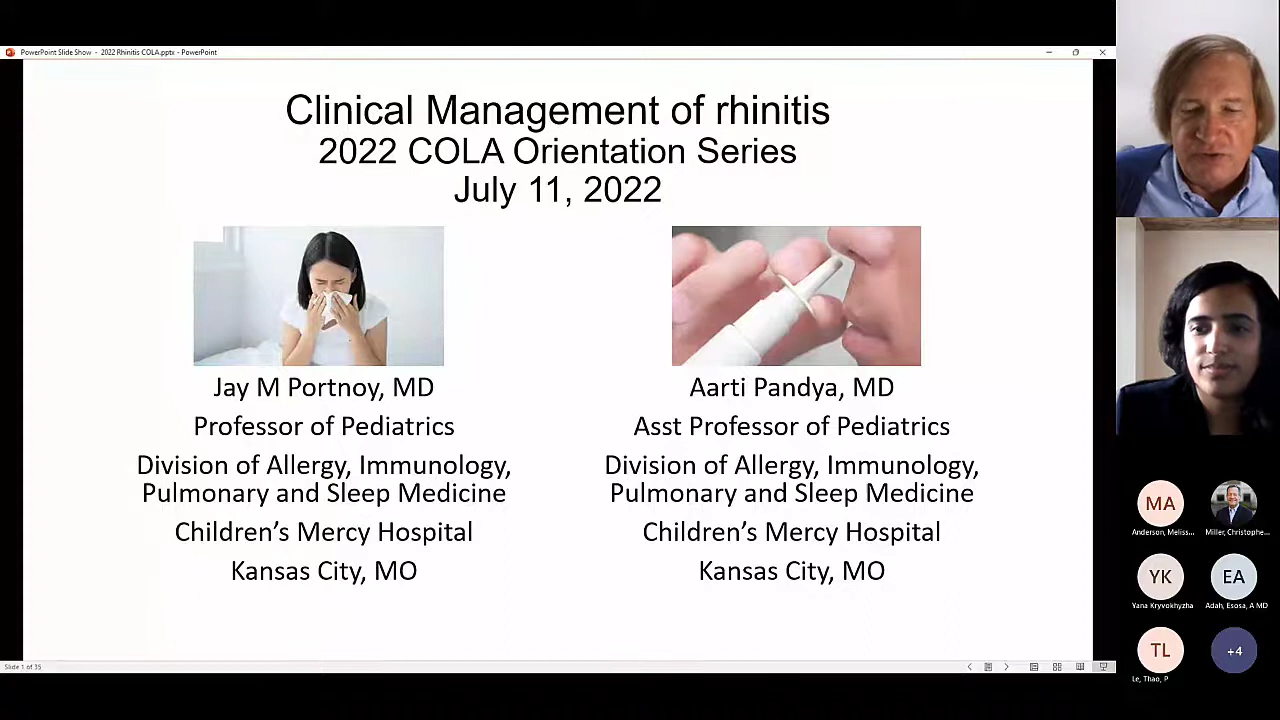 PowerPoint Slide Show - 2022 Rhinitis COLA.pptx - PowerPoint
Clinical Management of rhinitis
2022 COLA Orientation Series
July 11, 2022
Jay M Portnoy, MD
Professor of Pediatrics
Division of Allergy, Immunology,
Pulmonary and Sleep Medicine
Children's Mercy Hospital
Kansas City, MO
Aarti Pandya, MD
Asst Professor of Pediatrics
Division of Allergy, Immunology,
Pulmonary and Sleep Medicine
Children's Mercy Hospital
Kansas City, MO
Slide 1 of 35
MA
Anderson, Meliss...
Miller, Christophe...
YK
Yana Kryvokhyzha
EA
Adah, Esosa, A MD
TL
Le, Thao, P
+4